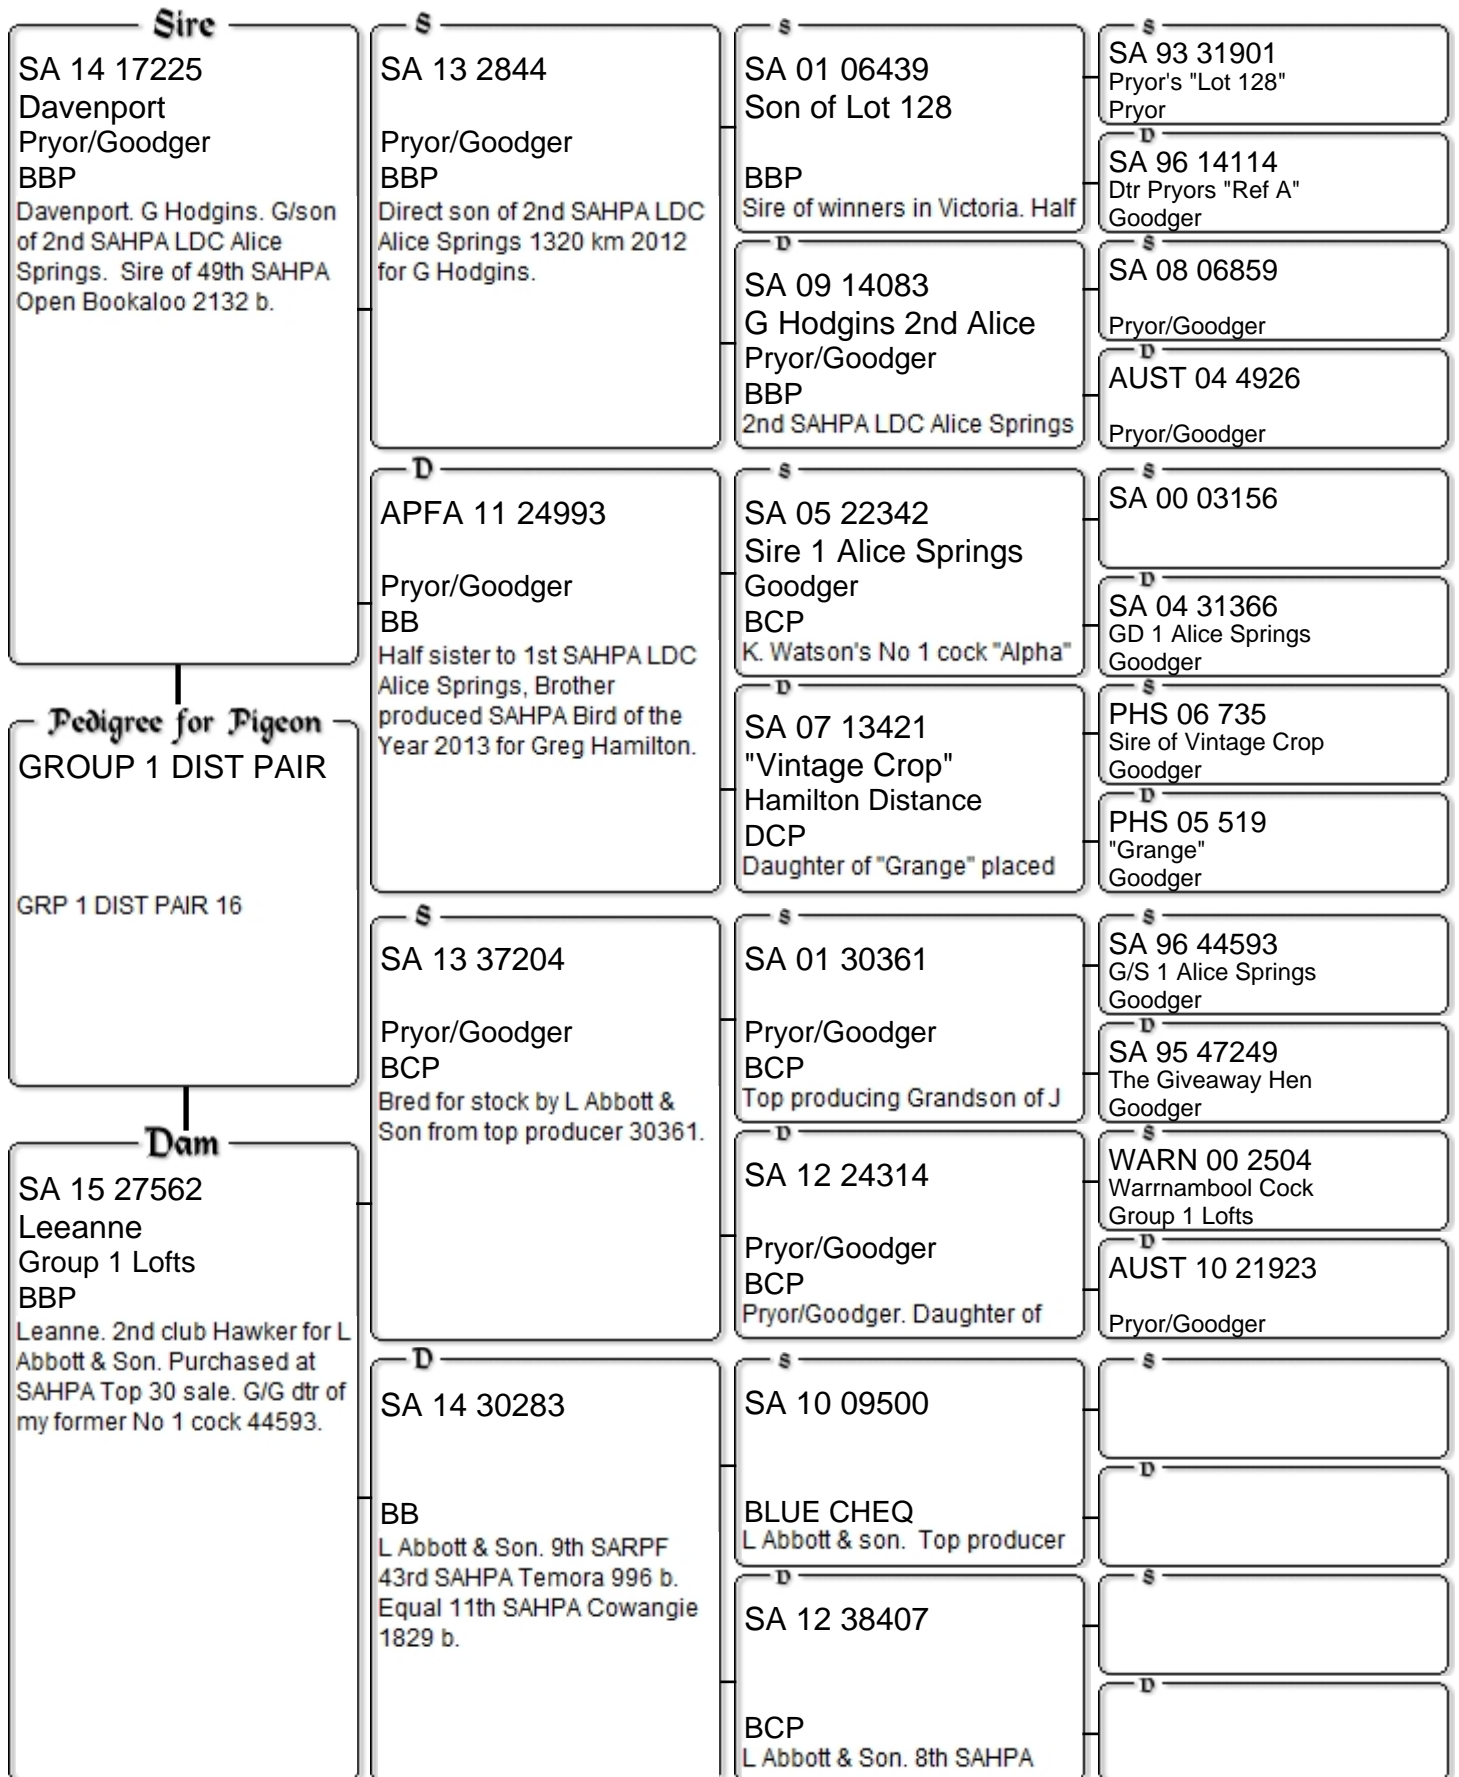 Sire
SA 14 17225
Davenport
Pryor/Goodger
BBP
Davenport. G Hodgins. G/son
of 2nd SAHPA LDC Alice
Springs.  Sire of 49th SAHPA
Open Bookaloo 2132 b.
Pedigree for Pigeon
GROUP 1 DIST PAIR
GRP 1 DIST PAIR 16
Dam
SA 15 27562
Leeanne
Group 1 Lofts
BBP
Leanne. 2nd club Hawker for L
Abbott & Son. Purchased at
SAHPA Top 30 sale. G/G dtr of
my former No 1 cock 44593.
S
SA 13 2844
Pryor/Goodger
BBP
Direct son of 2nd SAHPA LDC
Alice Springs 1320 km 2012
for G Hodgins.
D
APFA 11 24993
Pryor/Goodger
BB
Half sister to 1st SAHPA LDC
Alice Springs, Brother
produced SAHPA Bird of the
Year 2013 for Greg Hamilton.
S
SA 13 37204
Pryor/Goodger
BCP
Bred for stock by L Abbott &
Son from top producer 30361.
D
SA 14 30283
BB
L Abbott & Son. 9th SARPF
43rd SAHPA Temora 996 b.
Equal 11th SAHPA Cowangie
1829 b.
S
SA 01 06439
Son of Lot 128
BBP
Sire of winners in Victoria. Half
D
SA 09 14083
G Hodgins 2nd Alice
Pryor/Goodger
BBP
2nd SAHPA LDC Alice Springs
S
SA 05 22342
Sire 1 Alice Springs
Goodger
BCP
K. Watson's No 1 cock "Alpha"
D
SA 07 13421
"Vintage Crop"
Hamilton Distance
DCP
Daughter of "Grange" placed
S
SA 01 30361
Pryor/Goodger
BCP
Top producing Grandson of J
D
SA 12 24314
Pryor/Goodger
BCP
Pryor/Goodger. Daughter of
S
SA 10 09500
BLUE CHEQ
L Abbott & son.  Top producer
D
SA 12 38407
BCP
L Abbott & Son. 8th SAHPA
S
SA 93 31901
Pryor's "Lot 128"
Pryor
D
SA 96 14114
Dtr Pryors "Ref A"
Goodger
S
SA 08 06859
Pryor/Goodger
D
AUST 04 4926
Pryor/Goodger
S
SA 00 03156
D
SA 04 31366
GD 1 Alice Springs
Goodger
S
PHS 06 735
Sire of Vintage Crop
Goodger
D
PHS 05 519
"Grange"
Goodger
S
SA 96 44593
G/S 1 Alice Springs
Goodger
D
SA 95 47249
The Giveaway Hen
Goodger
S
WARN 00 2504
Warrnambool Cock
Group 1 Lofts
D
AUST 10 21923
Pryor/Goodger
S
D
S
D